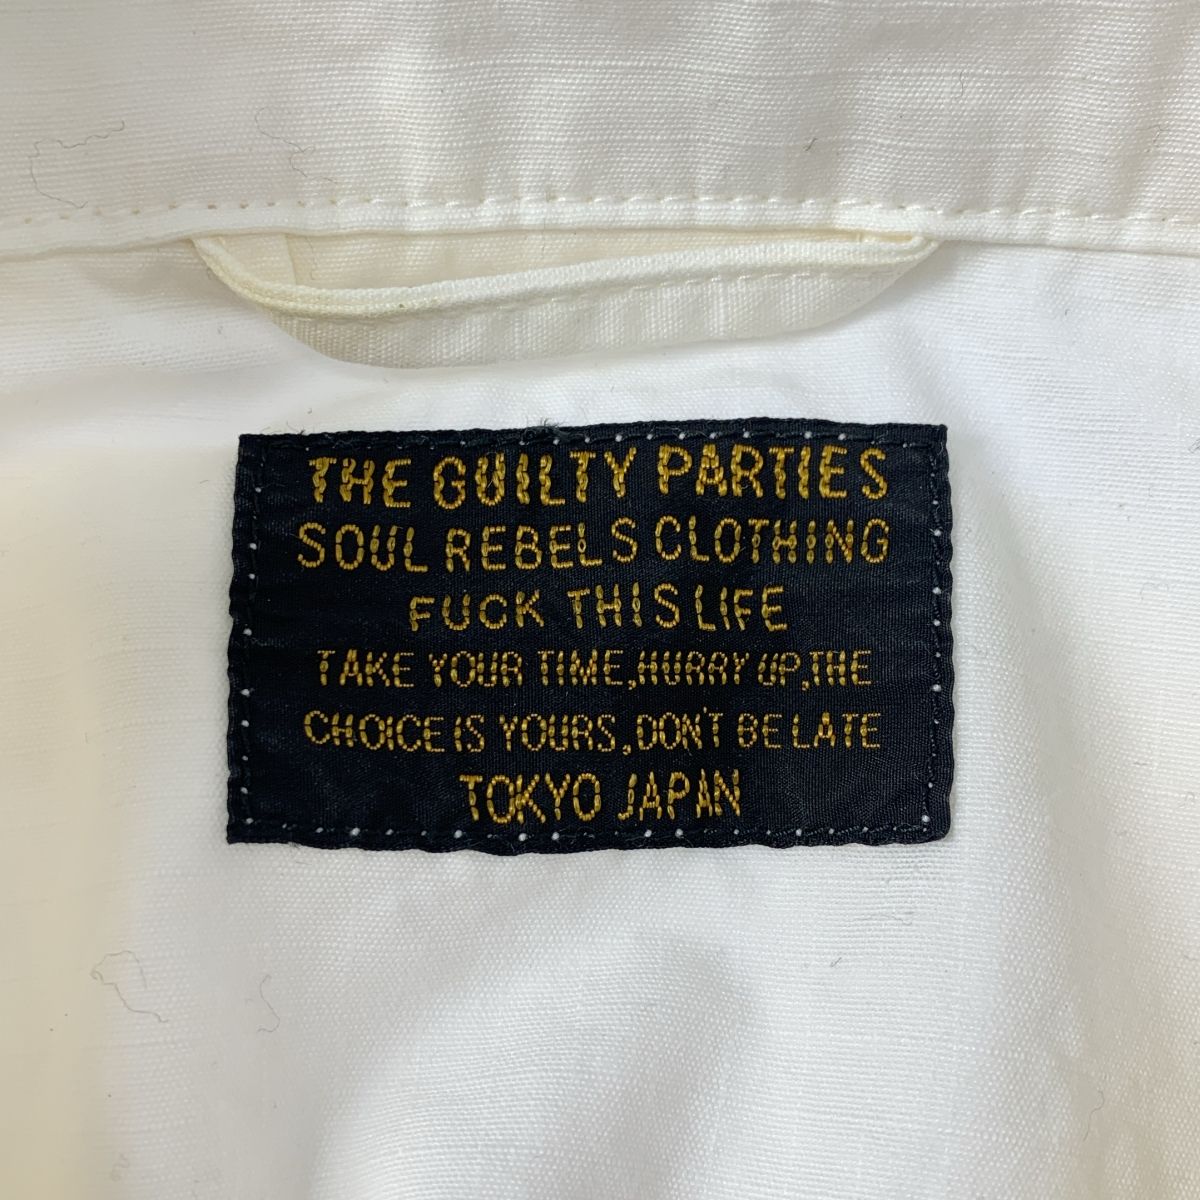 THE GUILTY PARTIES
SOUL REBELS CLOTHING
FUCK THIS LIFE
TAKE YOUR TIME,HURRY UP,THE
CHOICE IS YOURS,DON'T BE LATE
TOKYO JAPAN